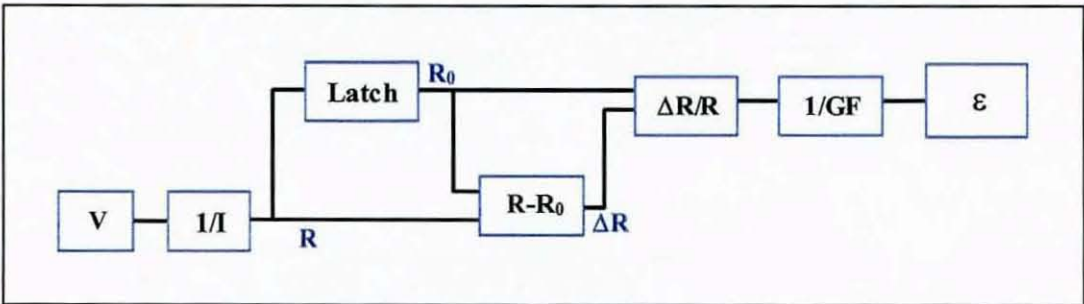 Latch
R₀
ΔR/R
1/GF
ε
V
1/I
R
R-R₀
ΔR